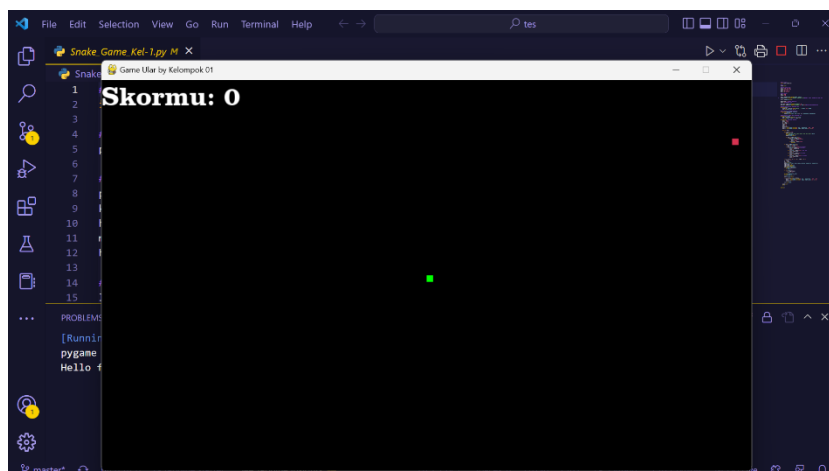 File Edit Selection View Go Run Terminal Help tes
Snake_Game_Kel-1.py M
Snake
Game Ular by Kelompok 01
Skormu: 0
1
2
3
4
5
6
7
8
9
10
11
12
13
14
15
PROBLEMS
[Runnin
pygame
Hello f
master*